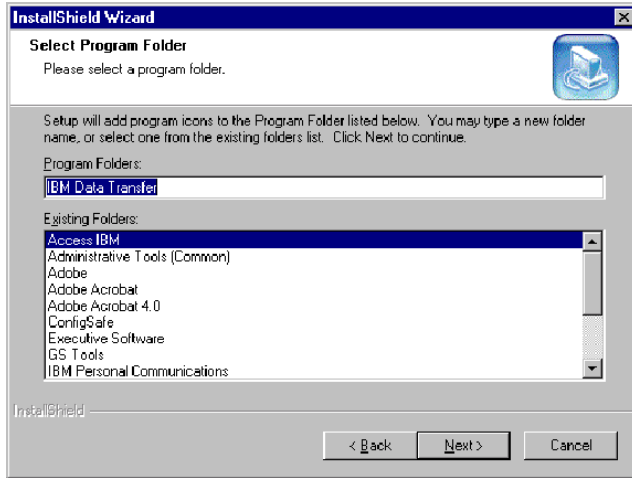 InstallShield Wizard
Select Program Folder
Please select a program folder.
Setup will add program icons to the Program Folder listed below. You may type a new folder
name, or select one from the existing folders list. Click Next to continue.
Program Folders:
IBM Data Transfer
Existing Folders:
Access IBM
Administrative Tools (Common)
Adobe
Adobe Acrobat
Adobe Acrobat 4.0
ConfigSafe
Executive Software
GS Tools
IBM Personal Communications
InstallShield
< Back
Next >
Cancel